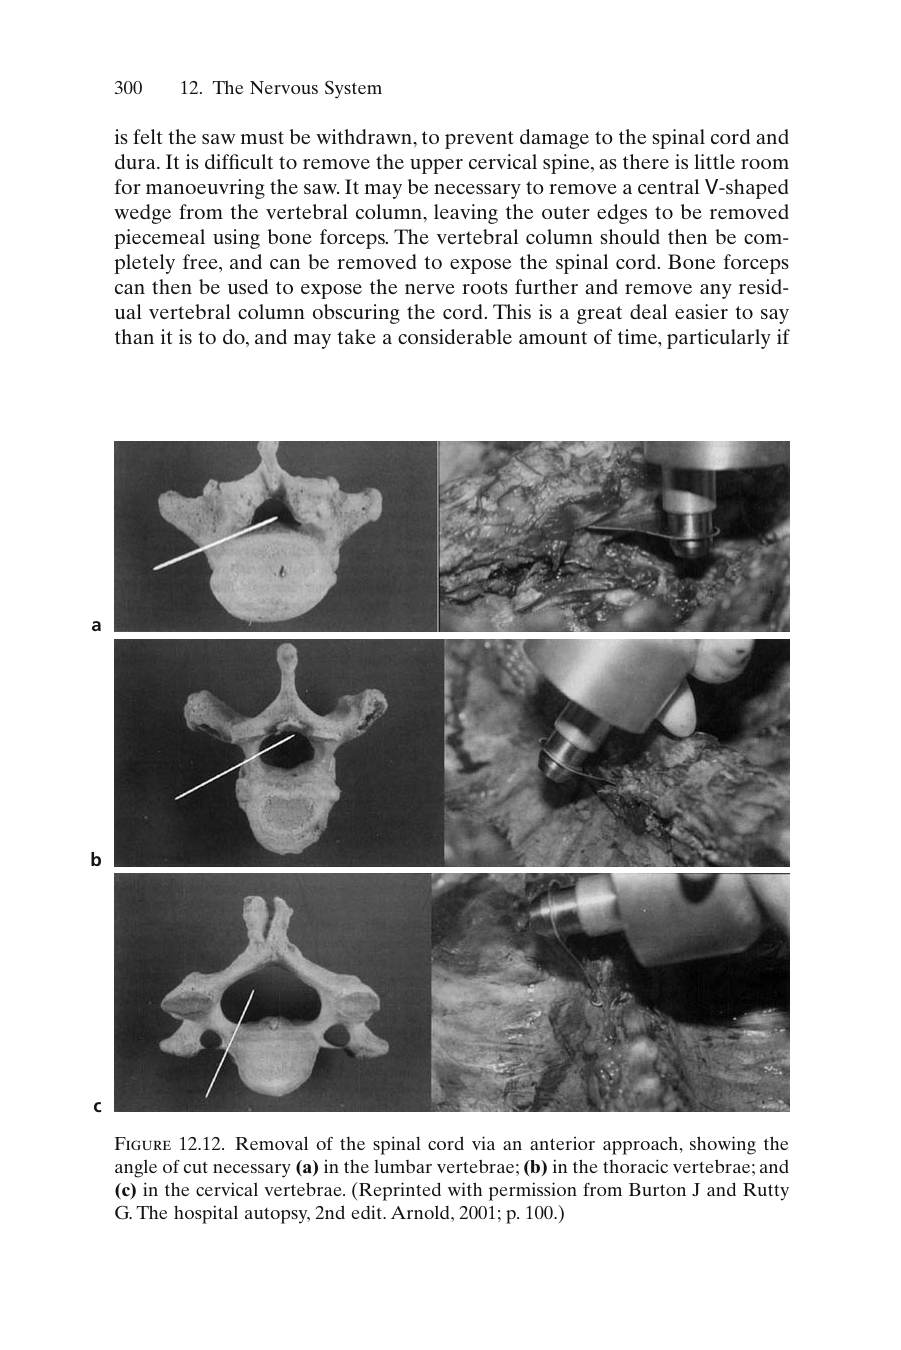 300 12. The Nervous System
is felt the saw must be withdrawn, to prevent damage to the spinal cord and
dura. It is difficult to remove the upper cervical spine, as there is little room
for manoeuvring the saw. It may be necessary to remove a central V-shaped
wedge from the vertebral column, leaving the outer edges to be removed
piecemeal using bone forceps. The vertebral column should then be com-
pletely free, and can be removed to expose the spinal cord. Bone forceps
can then be used to expose the nerve roots further and remove any resid-
ual vertebral column obscuring the cord. This is a great deal easier to say
than it is to do, and may take a considerable amount of time, particularly if
a
b
c
FIGURE 12.12. Removal of the spinal cord via an anterior approach, showing the
angle of cut necessary (a) in the lumbar vertebrae; (b) in the thoracic vertebrae; and
(c) in the cervical vertebrae. (Reprinted with permission from Burton J and Rutty
G. The hospital autopsy, 2nd edit. Arnold, 2001; p. 100.)